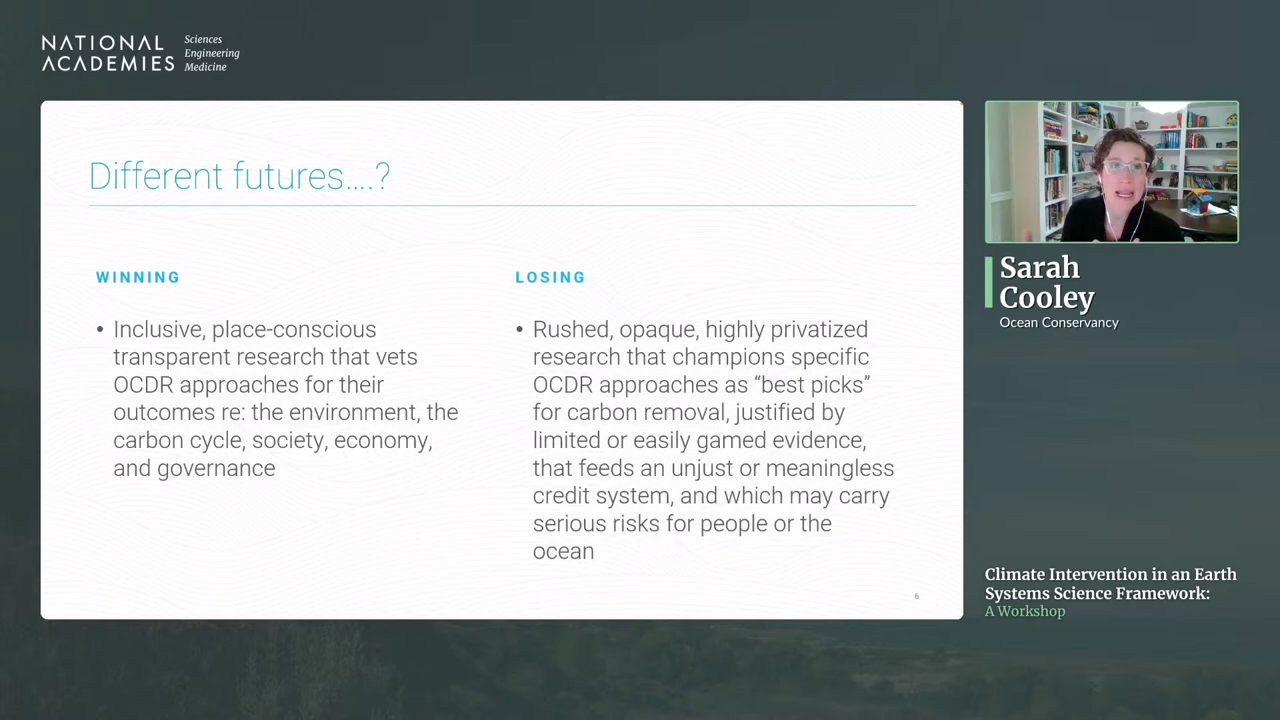 NATIONAL
ACADEMIES
Sciences
Engineering
Medicine
Different futures....?
WINNING
• Inclusive, place-conscious
transparent research that vets
OCDR approaches for their
outcomes re: the environment, the
carbon cycle, society, economy,
and governance
LOSING
• Rushed, opaque, highly privatized
research that champions specific
OCDR approaches as “best picks”
for carbon removal, justified by
limited or easily gamed evidence,
that feeds an unjust or meaningless
credit system, and which may carry
serious risks for people or the
ocean
6
Sarah
Cooley
Ocean Conservancy
Climate Intervention in an Earth
Systems Science Framework:
A Workshop